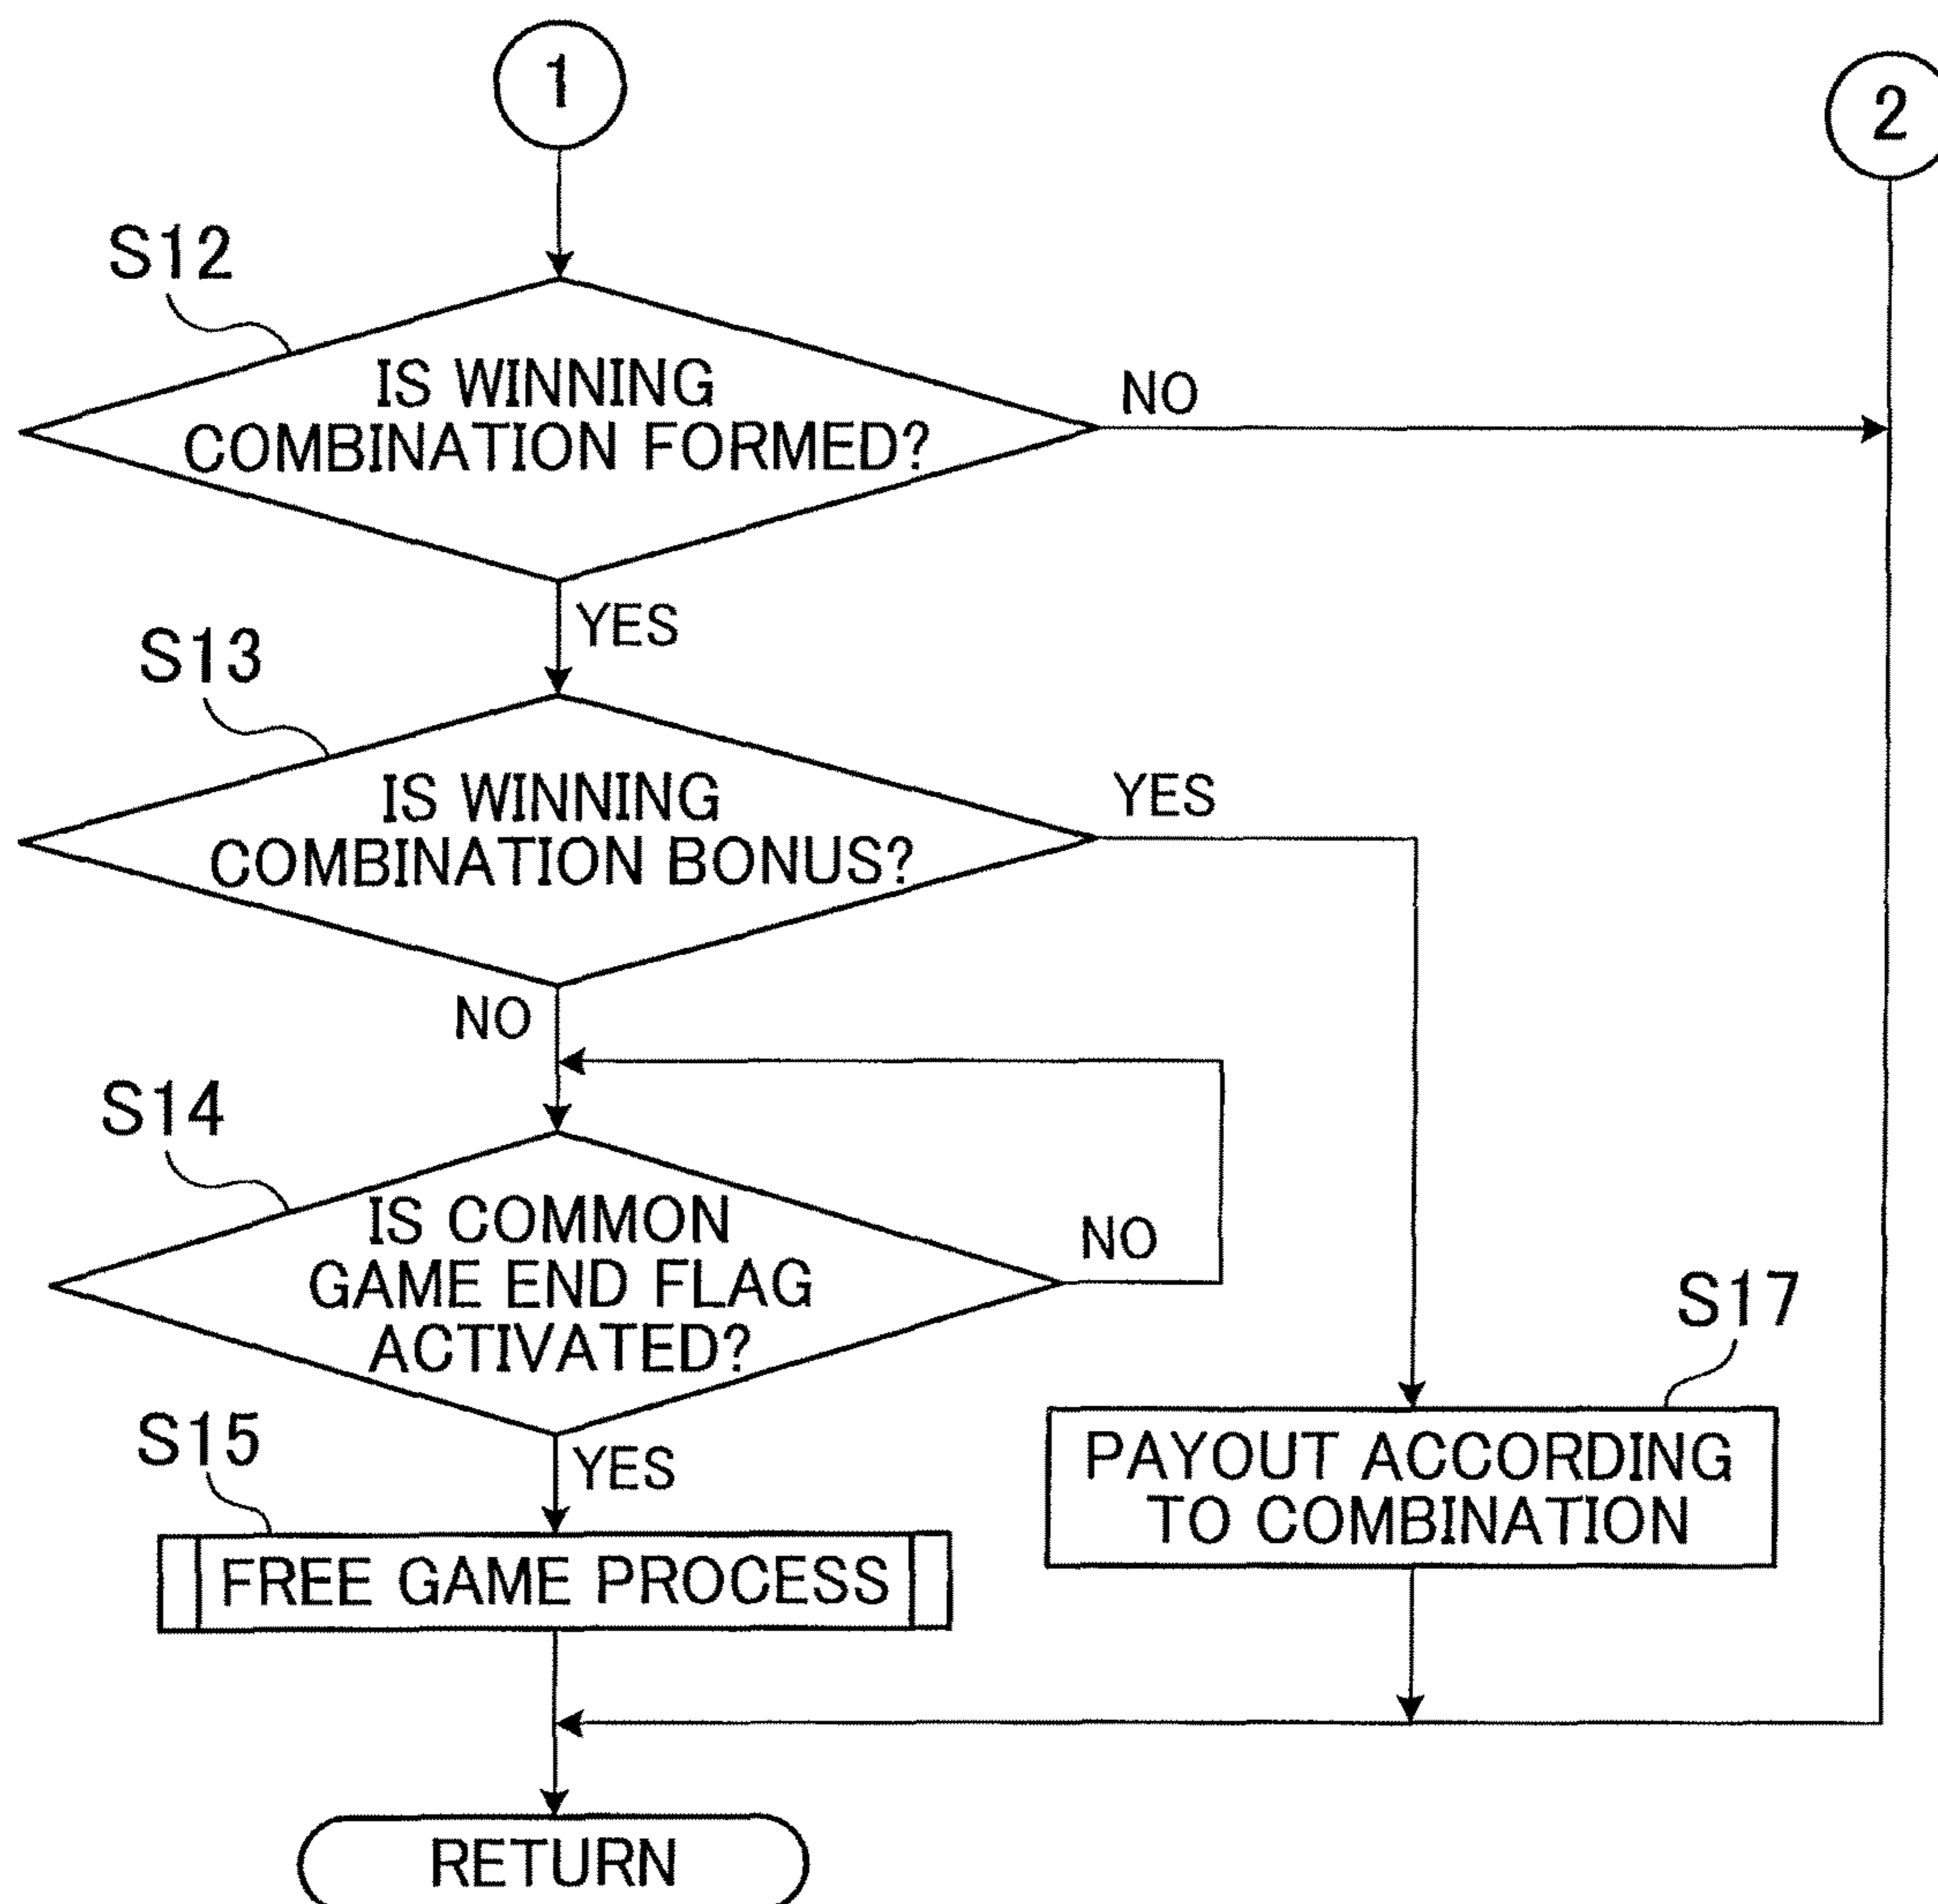 1
2
S12
IS WINNING
COMBINATION FORMED?
NO
YES
S13
IS WINNING
COMBINATION BONUS?
YES
NO
S14
IS COMMON
GAME END FLAG
ACTIVATED?
NO
YES
S15
FREE GAME PROCESS
S17
PAYOUT ACCORDING
TO COMBINATION
RETURN